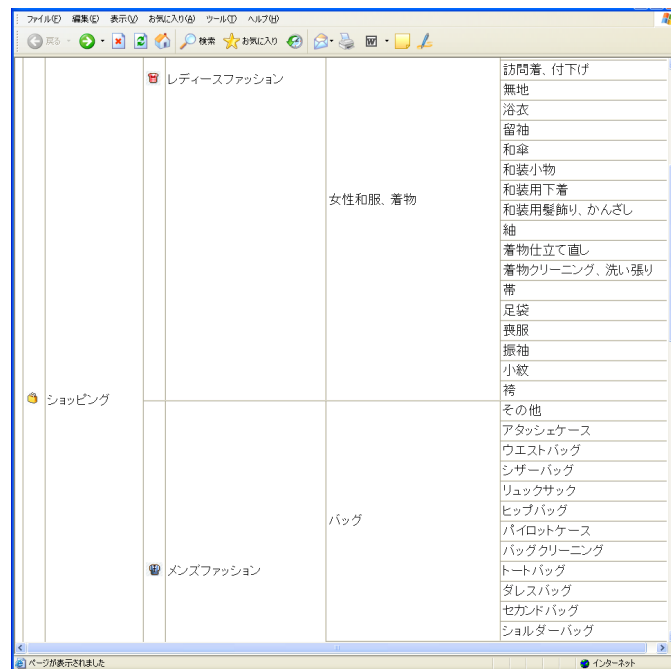 ファイル(F) 編集(E) 表示(V) お気に入り(A) ツール(T) ヘルプ(H)
戻る 検索 お気に入り
レディースファッション
訪問着、付下げ
無地
浴衣
留袖
和傘
和装小物
女性和服、着物
和装用下着
和装用髪飾り、かんざし
紬
着物仕立て直し
着物クリーニング、洗い張り
帯
足袋
喪服
振袖
小紋
袴
ショッピング
その他
アタッシェケース
ウエストバッグ
シザーバッグ
リュックサック
ヒップバッグ
バッグ
パイロットケース
バッグクリーニング
メンズファッション
トートバッグ
ダレスバッグ
セカンドバッグ
ショルダーバッグ
ページが表示されました インターネット